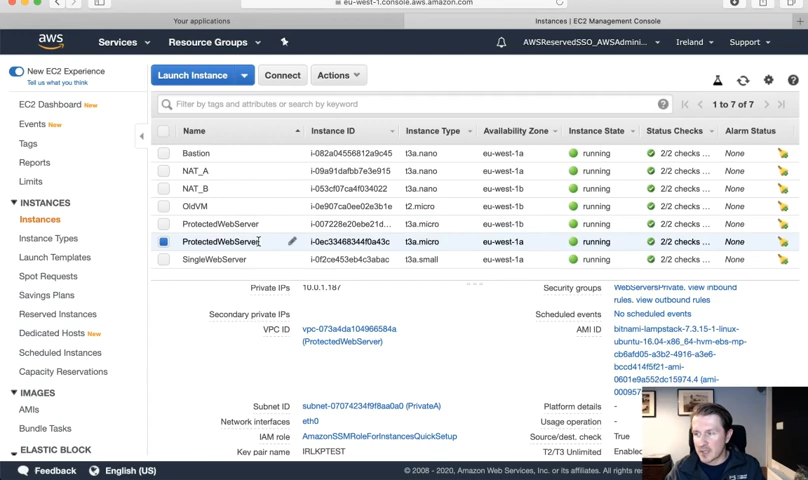 eu-west-1.console.aws.amazon.com
Your applications
Instances | EC2 Management Console
aws
Services
Resource Groups
AWSReservedSSO_AWSAdmini...
Ireland
Support
New EC2 Experience
Tell us what you think
Launch Instance
Connect
Actions
EC2 Dashboard New
Events New
Tags
Reports
Limits
INSTANCES
Instances
Instance Types
Launch Templates
Spot Requests
Savings Plans
Reserved Instances
Dedicated Hosts New
Scheduled Instances
Capacity Reservations
IMAGES
AMIs
Bundle Tasks
ELASTIC BLOCK
Filter by tags and attributes or search by keyword
1 to 7 of 7
Name Instance ID Instance Type Availability Zone Instance State Status Checks Alarm Status
Bastion i-082a04556812a9c45 t3a.nano eu-west-1a running 2/2 checks ... None
NAT_A i-09a91dafbb7e3e915 t3a.nano eu-west-1a running 2/2 checks ... None
NAT_B i-053cf07ca4f034022 t3a.nano eu-west-1b running 2/2 checks ... None
OldVM i-0e907ca0ee02e3b1e t2.micro eu-west-1b running 2/2 checks ... None
ProtectedWebServer i-007228e20ebe21d... t3a.micro eu-west-1b running 2/2 checks ... None
ProtectedWebServer i-0ec33468344f0a43c t3a.micro eu-west-1a running 2/2 checks ... None
SingleWebServer i-0f2ce453eb4c3abac t3a.small eu-west-1a running 2/2 checks ... None
Private IPs 10.0.1.187
Secondary private IPs
VPC ID vpc-073a4da104966584a
(ProtectedWebServer)
Subnet ID subnet-07074234f9f8aa0a0 (PrivateA)
Network interfaces eth0
IAM role AmazonSSMRoleForInstancesQuickSetup
Key pair name IRLKPTEST
Security groups WebServersPrivate. view inbound
rules. view outbound rules
Scheduled events No scheduled events
AMI ID bitnami-lampstack-7.3.15-1-linux-
ubuntu-16.04-x86_64-hvm-ebs-mp-
cb6afd05-a3b2-4916-a3e6-
bccd414f5f21-ami-
0601e9a552dc15974.4 (ami-
000957
Platform details -
Usage operation -
Source/dest. check True
T2/T3 Unlimited Enabled
Feedback
English (US)
© 2008 - 2020, Amazon Web Services, Inc. or its affiliates. All rights rese